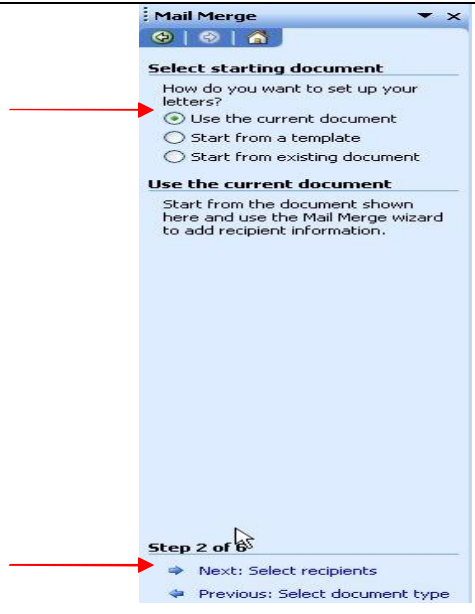 Mail Merge
Select starting document
How do you want to set up your
letters?
Use the current document
Start from a template
Start from existing document
Use the current document
Start from the document shown
here and use the Mail Merge wizard
to add recipient information.
Step 2 of 6
Next: Select recipients
Previous: Select document type